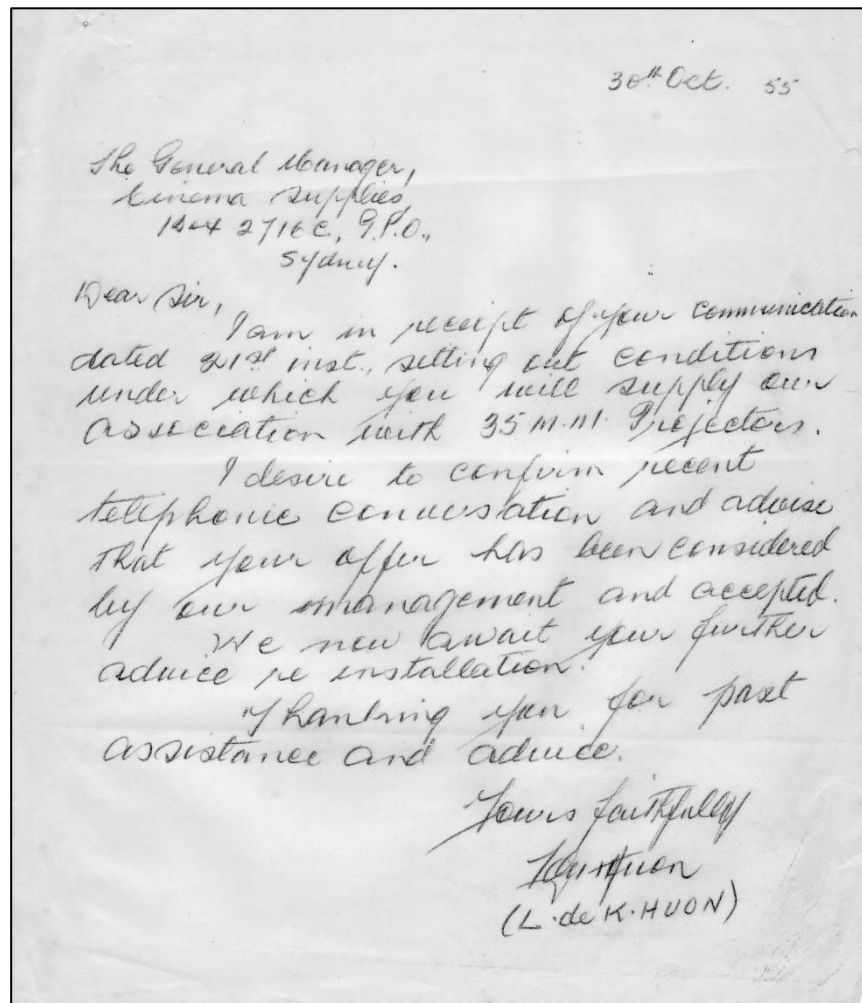 30th Oct. 55
The General Manager,
Cinema Supplies,
2716 C, G.P.O.,
Sydney.
Dear Sir,
I am in receipt of your communication
dated 21st inst., setting out conditions
under which you will supply our
association with 35 m.m. Projectors.
I desire to confirm recent
telephonic conversation and advise
that your offer has been considered
by our management and accepted.
We now await your further
advice re installation.
Thanking you for past
assistance and advice.
Yours faithfully
(L. de K. HUON)